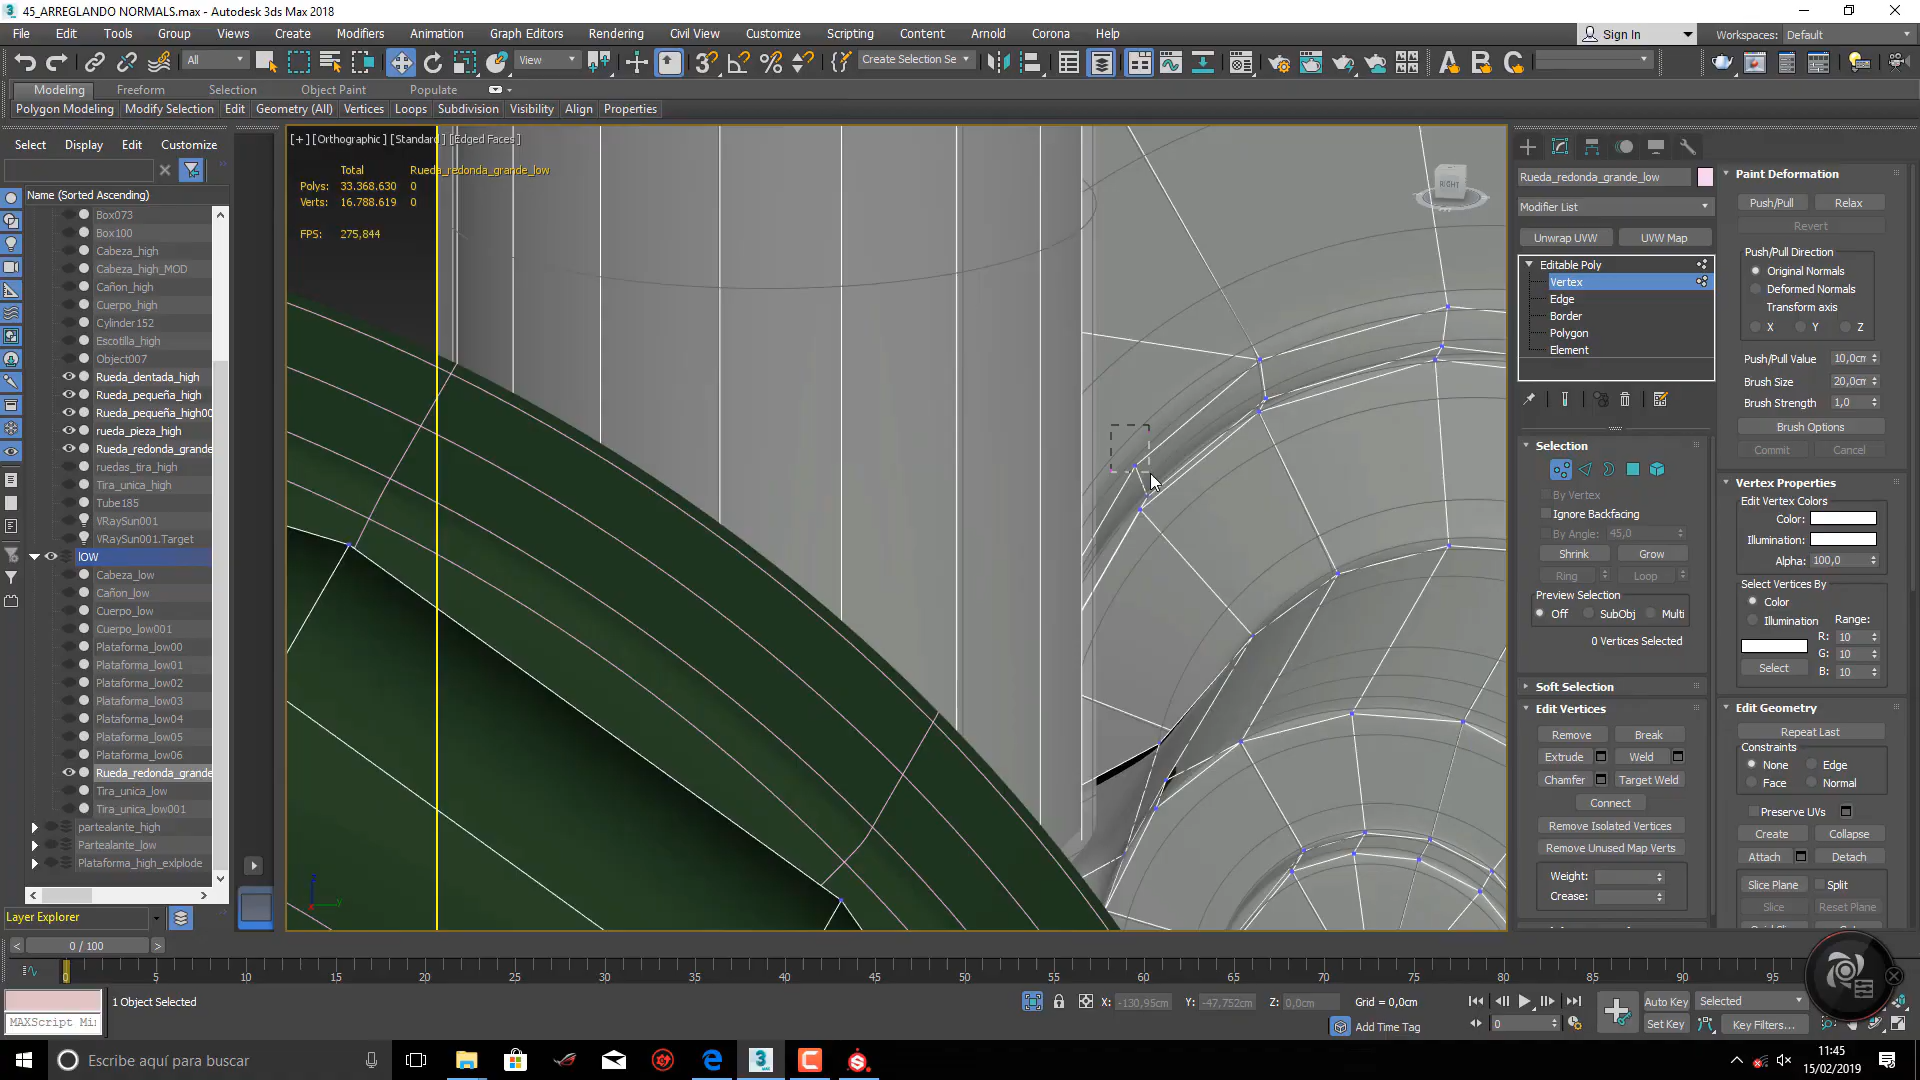 45_ARREGLANDO NORMALS.max - Autodesk 3ds Max 2018
File Edit Tools Group Views Create Modifiers Animation Graph Editors Rendering Civil View Customize Scripting Content Arnold Corona Help
Sign In Workspaces: Default
All View Create Selection Se
Modeling Freeform Selection Object Paint Populate
Polygon Modeling Modify Selection Edit Geometry (All) Vertices Loops Subdivision Visibility Align Properties
Select Display Edit Customize
Name (Sorted Ascending)
Box073
Box100
Cabeza_high
Cabeza_high_MOD
Cañon_high
Cuerpo_high
Cylinder152
Escotilla_high
Object007
Rueda_dentada_high
Rueda_pequeña_high
Rueda_pequeña_high00
rueda_pieza_high
Rueda_redonda_grande
ruedas_tira_high
Tira_unica_high
Tube185
VRaySun001
VRaySun001.Target
lOW
Cabeza_low
Cañon_low
Cuerpo_low
Cuerpo_low001
Plataforma_low00
Plataforma_low01
Plataforma_low02
Plataforma_low03
Plataforma_low04
Plataforma_low05
Plataforma_low06
Rueda_redonda_grande
Tira_unica_low
Tira_unica_low001
partealante_high
Partealante_low
Plataforma_high_exlplode
Layer Explorer
[+] [Orthographic] [Standard] [Edged Faces]
Total Rueda_redonda_grande_low
Polys: 33.368.630 0
Verts: 16.788.619 0
FPS: 275,844
RIGHT
Rueda_redonda_grande_low
Modifier List
Unwrap UVW UVW Map
Editable Poly
Vertex
Edge
Border
Polygon
Element
Selection
By Vertex
Ignore Backfacing
By Angle: 45,0
Shrink Grow
Ring Loop
Preview Selection
Off SubObj Multi
0 Vertices Selected
Soft Selection
Edit Vertices
Remove Break
Extrude Weld
Chamfer Target Weld
Connect
Remove Isolated Vertices
Remove Unused Map Verts
Weight:
Crease:
Paint Deformation
Push/Pull Relax
Revert
Push/Pull Direction
Original Normals
Deformed Normals
Transform axis
X Y Z
Push/Pull Value 10,0cm
Brush Size 20,0cm
Brush Strength 1,0
Brush Options
Commit Cancel
Vertex Properties
Edit Vertex Colors
Color:
Illumination:
Alpha: 100,0
Select Vertices By
Color
Illumination Range:
R: 10
G: 10
B: 10
Select
Edit Geometry
Repeat Last
Constraints
None Edge
Face Normal
Preserve UVs
Create Collapse
Attach Detach
Slice Plane Split
Slice Reset Plane
0 / 100
0 5 10 15 20 25 30 35 40 45 50 55 60 65 70 75 80 85 90 95
1 Object Selected
MAXScript Mi
X: -130,95cm Y: -47,752cm Z: 0,0cm Grid = 0,0cm
Add Time Tag
0
Auto Key Selected
Set Key Key Filters...
Escribe aquí para buscar
11:45
15/02/2019